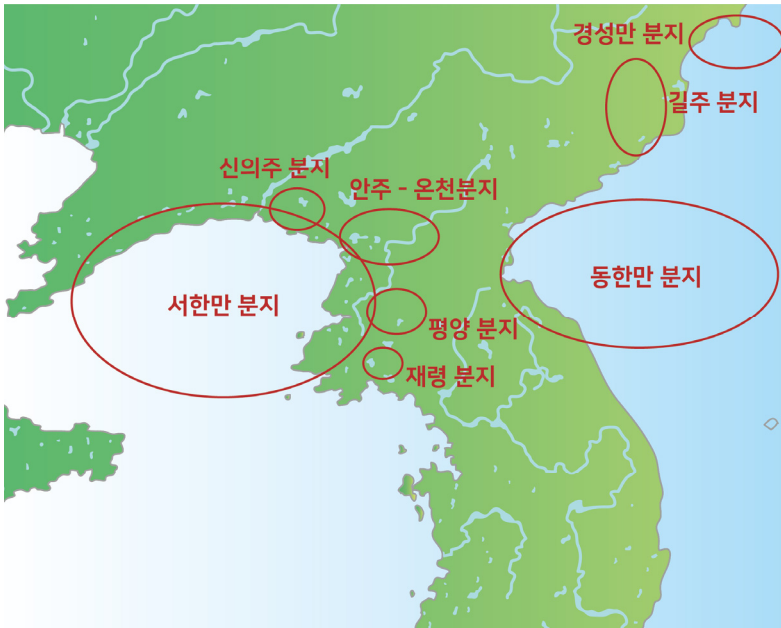 경성만 분지
길주 분지
신의주 분지
안주 - 온천분지
동한만 분지
서한만 분지
평양 분지
재령 분지